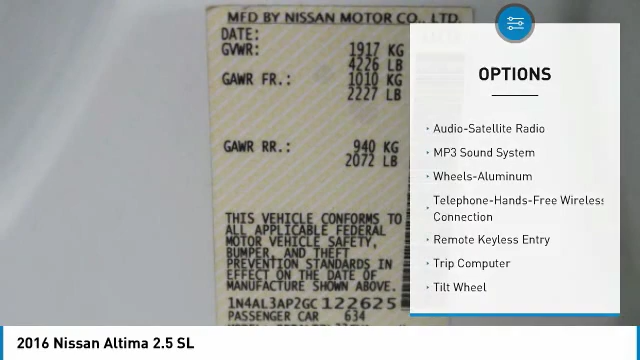 MFD BY NISSAN MOTOR CO., LTD.
DATE:
GVWR: 1917 KG
4226 LB
GAWR FR.: 1010 KG
2227 LB
GAWR RR.: 940 KG
2072 LB
THIS VEHICLE CONFORMS TO
ALL APPLICABLE FEDERAL
MOTOR VEHICLE SAFETY,
BUMPER, AND THEFT
PREVENTION STANDARDS IN
EFFECT ON THE DATE OF
MANUFACTURE SHOWN ABOVE.
1N4AL3AP2GC122625
PASSENGER CAR 634
OPTIONS
Audio-Satellite Radio
MP3 Sound System
Wheels-Aluminum
Telephone-Hands-Free Wireless
Connection
Remote Keyless Entry
Trip Computer
Tilt Wheel
2016 Nissan Altima 2.5 SL